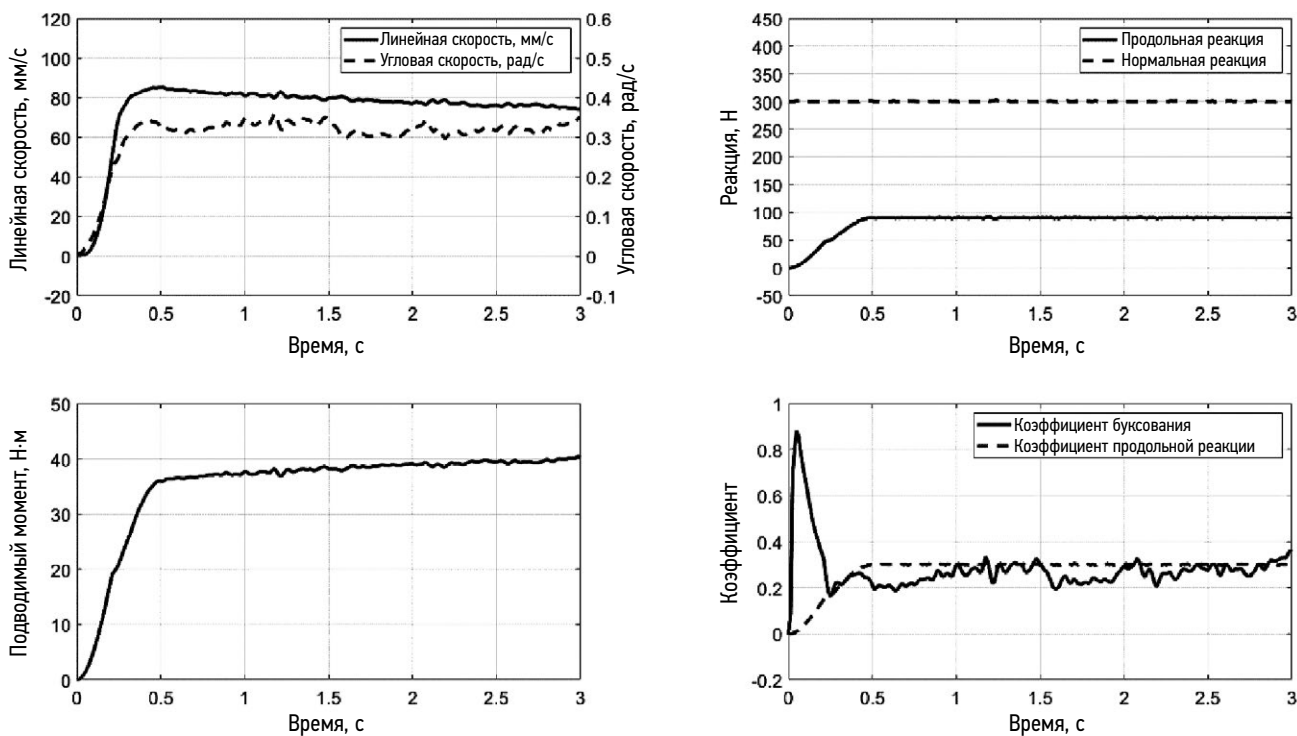 120
100
80
60
40
20
0
-20
0.6
0.5
0.4
0.3
0.2
0.1
0
-0.1
Линейная скорость, мм/с
Угловая скорость, рад/с
Линейная скорость, мм/с
Угловая скорость, рад/с
0 0.5 1 1.5 2 2.5 3
Время, с
450
400
350
300
250
200
150
100
50
0
-50
Реакция, Н
Продольная реакция
Нормальная реакция
0 0.5 1 1.5 2 2.5 3
Время, с
50
40
30
20
10
0
Подводимый момент, Н·м
0 0.5 1 1.5 2 2.5 3
Время, с
1
0.8
0.6
0.4
0.2
0
-0.2
Коэффициент
Коэффициент буксования
Коэффициент продольной реакции
0 0.5 1 1.5 2 2.5 3
Время, с